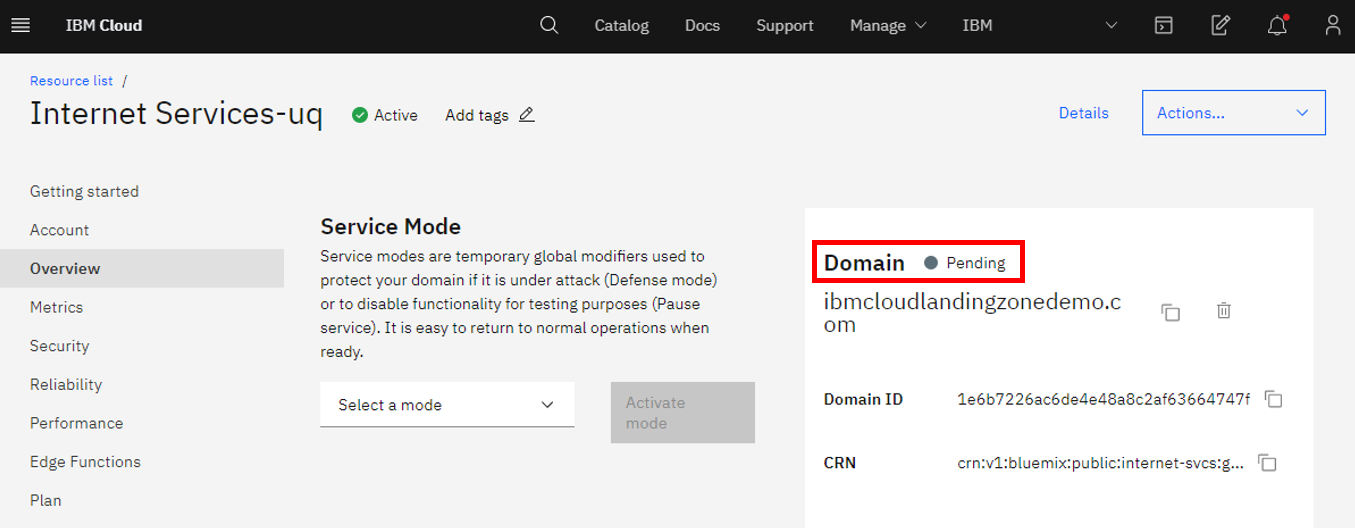 IBM Cloud
Catalog
Docs
Support
Manage
IBM
Resource list /
Internet Services-uq
Active
Add tags
Details
Actions...
Getting started
Account
Overview
Metrics
Security
Reliability
Performance
Edge Functions
Plan
Service Mode
Service modes are temporary global modifiers used to
protect your domain if it is under attack (Defense mode)
or to disable functionality for testing purposes (Pause
service). It is easy to return to normal operations when
ready.
Select a mode
Activate
mode
Domain
Pending
ibmcloudlandingzonedemo.c
om
Domain ID
1e6b7226ac6de4e48a8c2af63664747f
CRN
crn:v1:bluemix:public:internet-svcs:g...